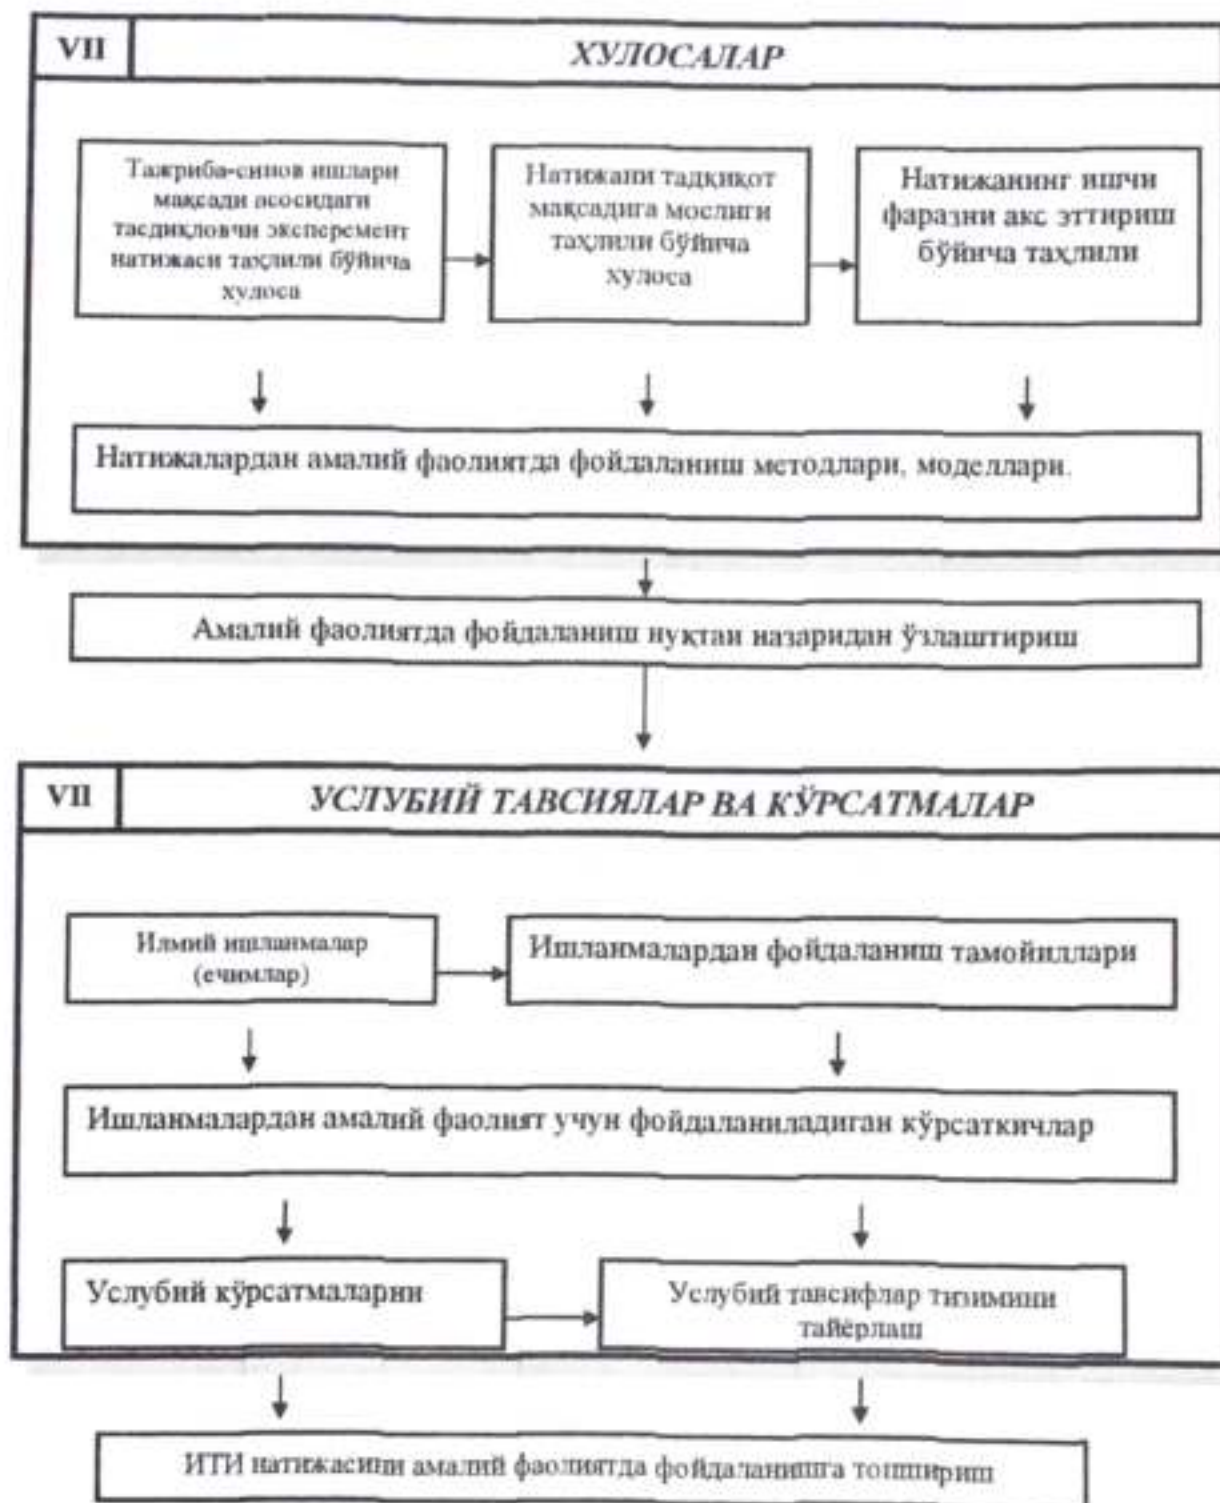 VII
ХУЛОСАЛАР
Тажриба-синов ишлари
мақсади асосидаги
тасдиқловчи эксперемент
натижаси таҳлили бўйича
хулоса
Натижани тадқиқот
мақсадига мослиги
таҳлили бўйича
хулоса
Натижанинг ишчи
фаразни акс эттириш
бўйича таҳлили
Натижалардан амалий фаолиятда фойдаланиш методлари, моделлари.
Амалий фаолиятда фойдаланиш нуқтаи назаридан ўзлаштириш
VII
УСЛУБИЙ ТАВСИЯЛАР ВА КЎРСАТМАЛАР
Илмий ишланмалар
(ечимлар)
Ишланмалардан фойдаланиш тамойиллари
Ишланмалардан амалий фаолият учун фойдаланиладиган кўрсаткичлар
Услубий кўрсатмаларни
Услубий тавсифлар тизимини
тайёрлаш
ИТИ натижасини амалий фаолиятда фойдаланишга топшириш